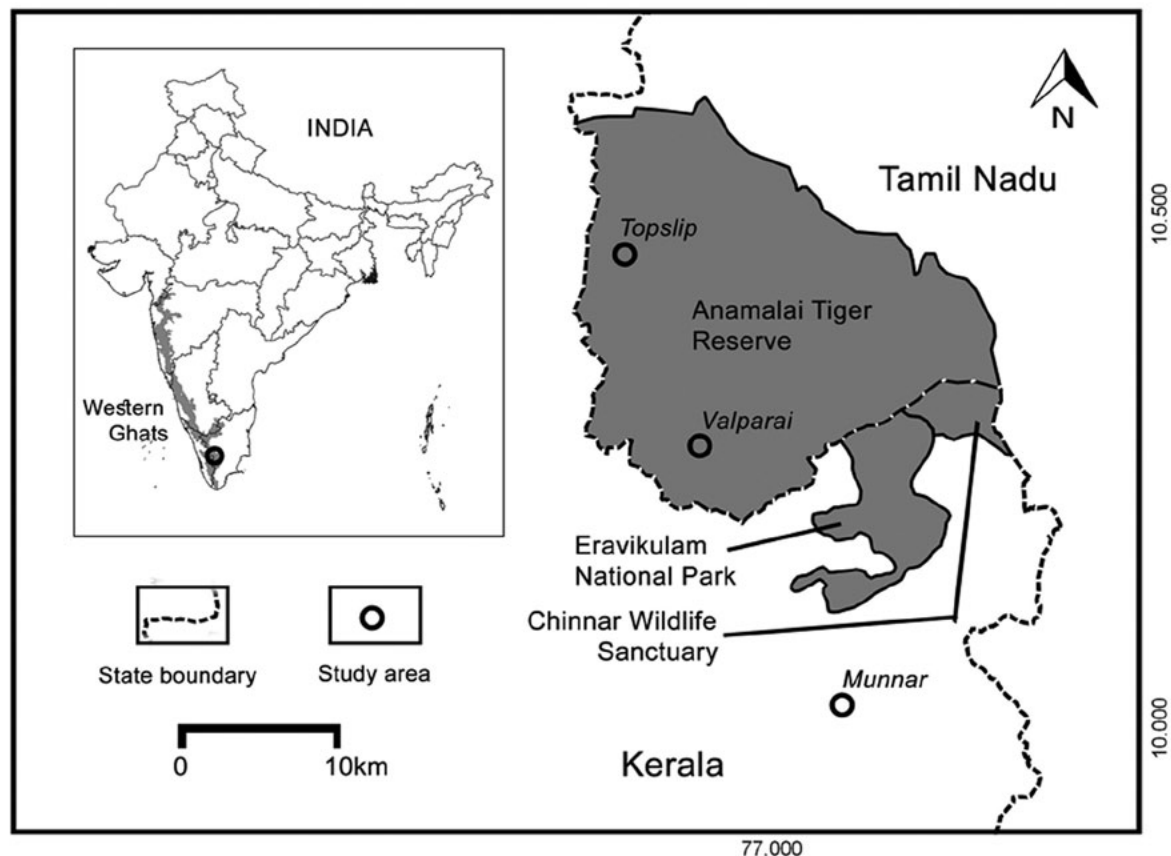 INDIA
Western
Ghats
State boundary
Study area
0
10km
N
Tamil Nadu
Topslip
Anamalai Tiger
Reserve
Valparai
Eravikulam
National Park
Chinnar Wildlife
Sanctuary
Munnar
Kerala
10.500
10.000
77.000